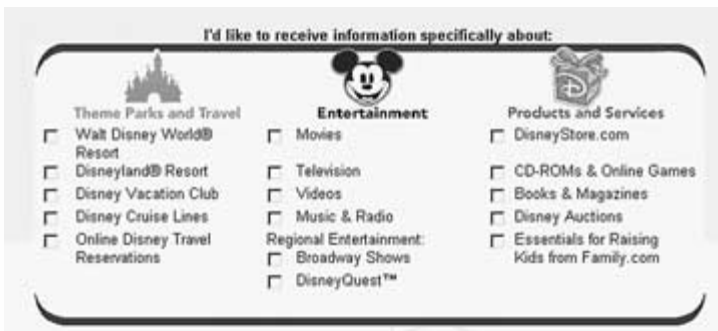 I'd like to receive information specifically about:
Theme Parks and Travel
Walt Disney World®
Resort
Disneyland® Resort
Disney Vacation Club
Disney Cruise Lines
Online Disney Travel
Reservations
Entertainment
Movies
Television
Videos
Music & Radio
Regional Entertainment:
Broadway Shows
DisneyQuest™
Products and Services
DisneyStore.com
CD-ROMs & Online Games
Books & Magazines
Disney Auctions
Essentials for Raising
Kids from Family.com